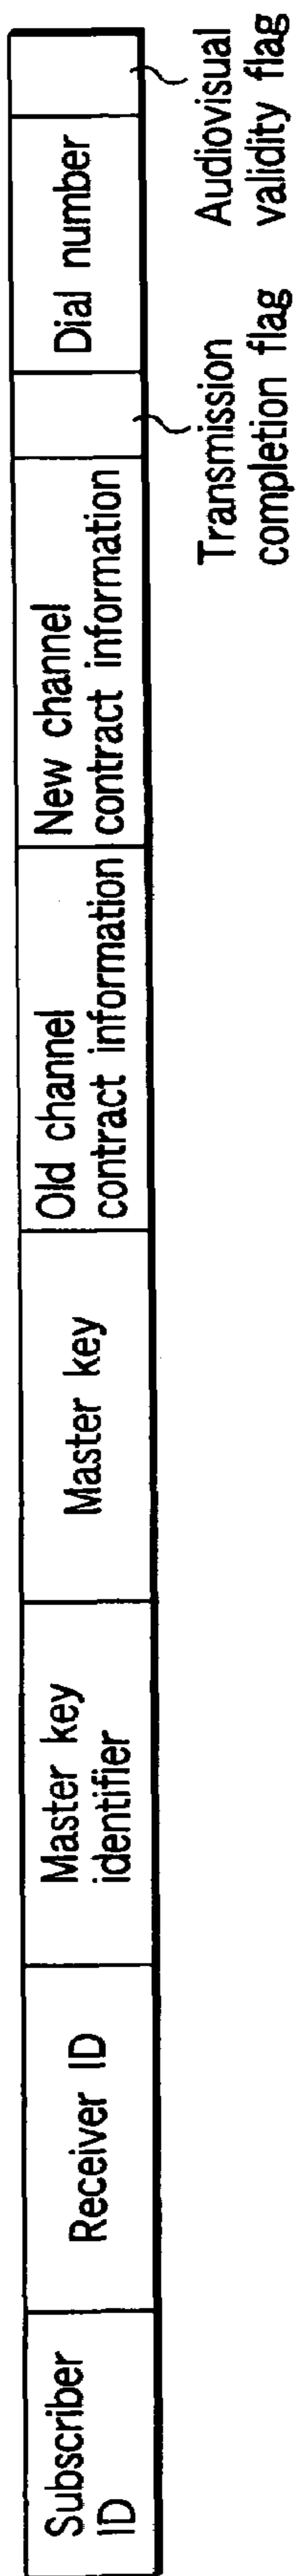 Subscriber
ID
Receiver ID
Master key
identifier
Master key
Old channel
contract information
New channel
contract information
Dial number
Transmission
completion flag
Audiovisual
validity flag